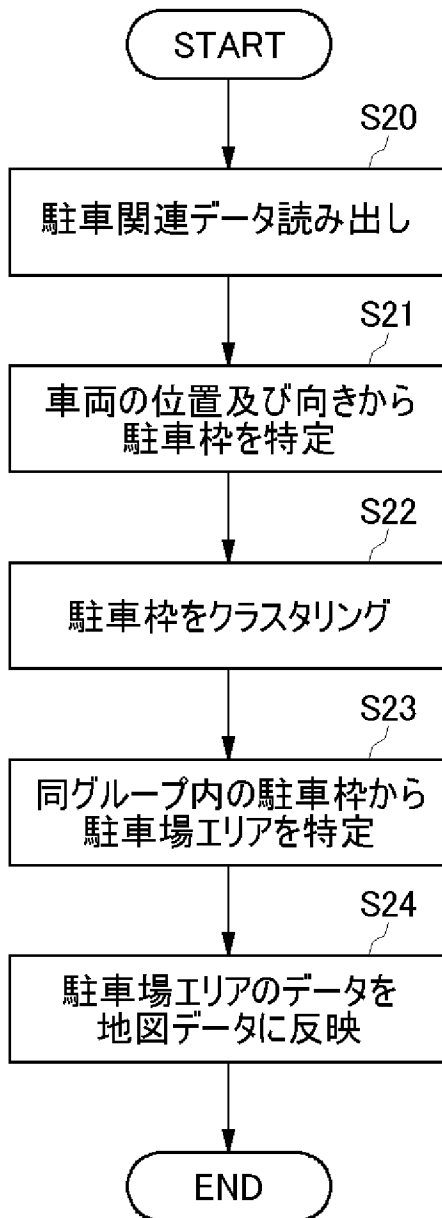 START
S20
駐車関連データ読み出し
S21
車両の位置及び向きから
駐車枠を特定
S22
駐車枠をクラスタリング
S23
同グループ内の駐車枠から
駐車場エリアを特定
S24
駐車場エリアのデータを
地図データに反映
END